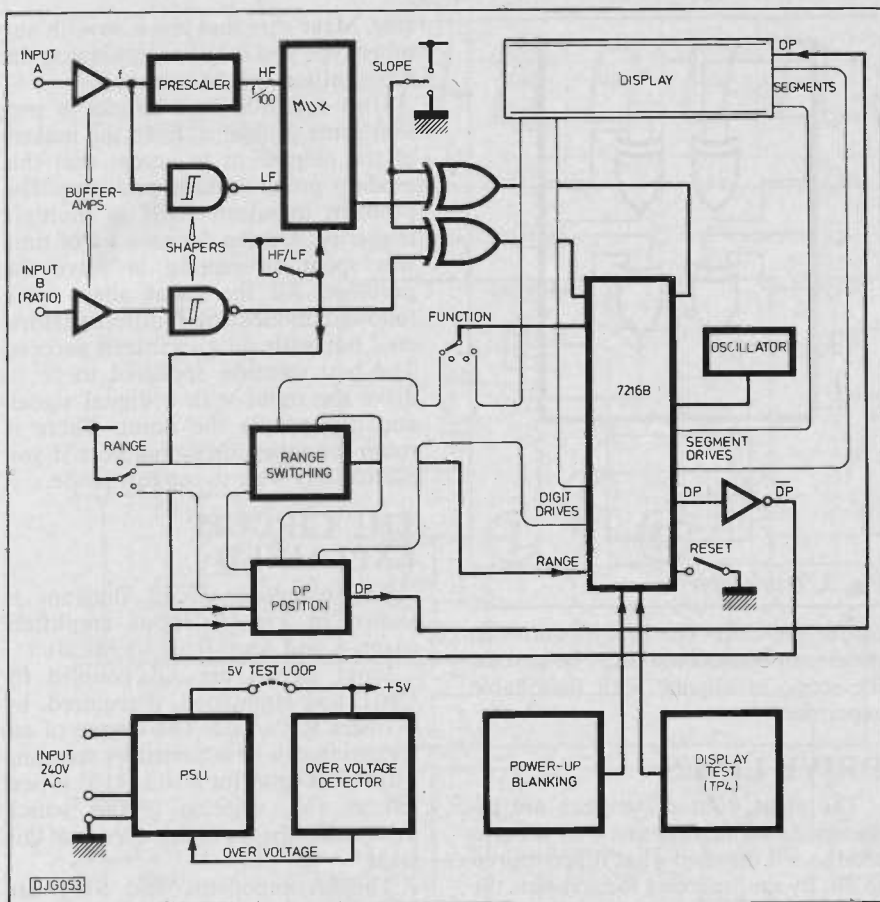 INPUT
A
f
PRESCALER
HF
f/100
MUX
SLOPE
DISPLAY
DP
SEGMENTS
BUFFER-
AMPS.
LF
SHAPERS
HF/LF
INPUT
B
(RATIO)
FUNCTION
7216B
OSCILLATOR
RANGE
RANGE
SWITCHING
SEGMENT
DRIVES
DIGIT
DRIVES
DP
DP
RESET
RANGE
DP
POSITION
DP
5V TEST LOOP
+5V
INPUT
240V
A.C.
P.S.U.
OVER VOLTAGE
DETECTOR
POWER-UP
BLANKING
DISPLAY
TEST
(TP4)
OVER VOLTAGE
DJG053